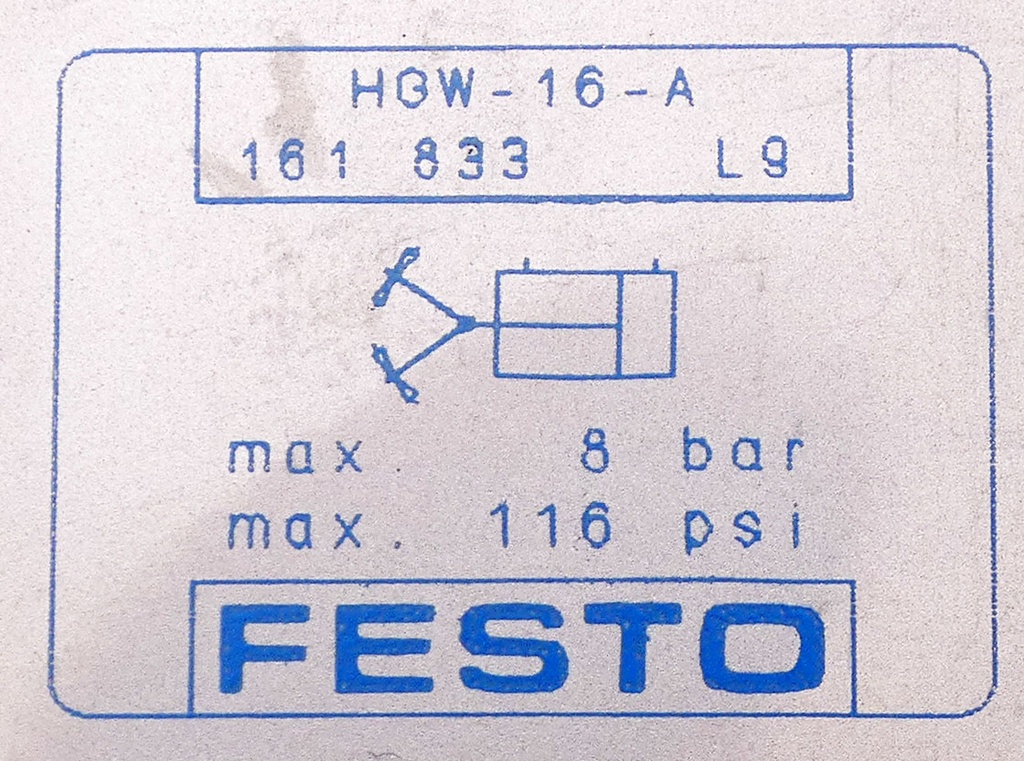 HGW-16-A
161 833 L9
max 8 bar
max. 116 psi
FESTO